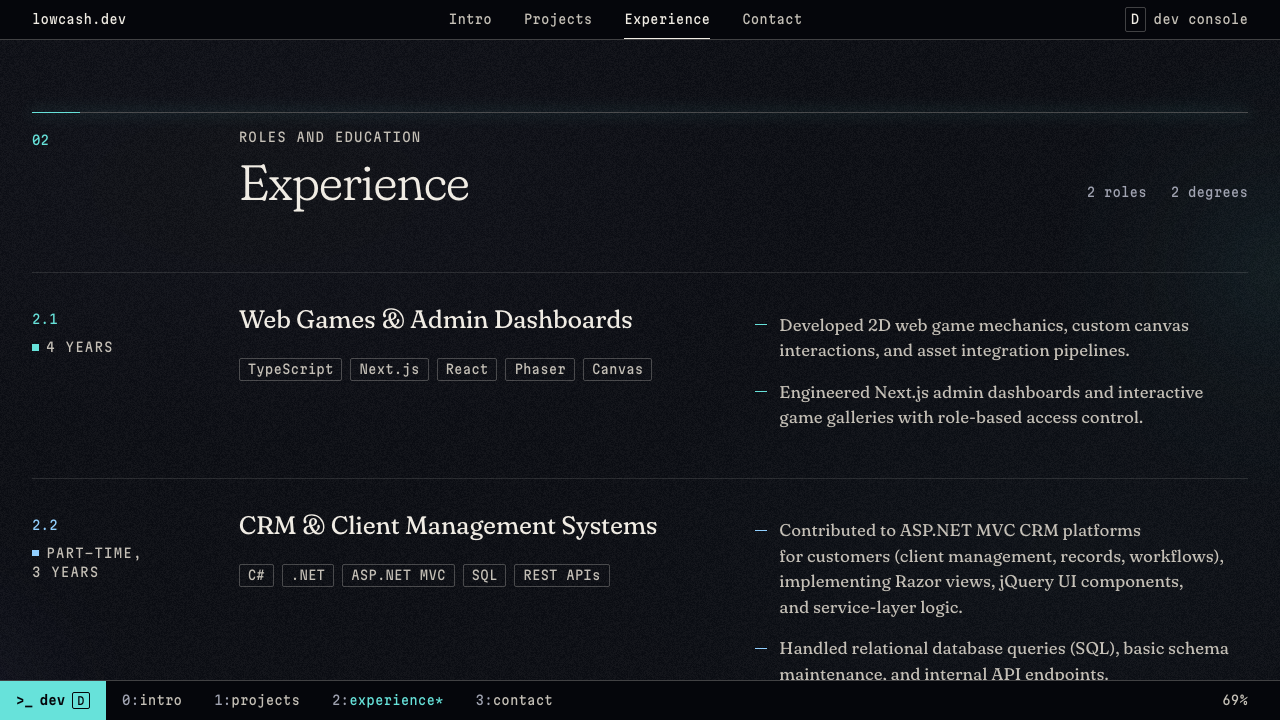 lowcash.dev Intro Projects Experience Contact D dev console
02
ROLES AND EDUCATION
Experience
2 roles 2 degrees
2.1
4 YEARS
Web Games & Admin Dashboards
TypeScript Next.js React Phaser Canvas
— Developed 2D web game mechanics, custom canvas
interactions, and asset integration pipelines.
— Engineered Next.js admin dashboards and interactive
game galleries with role-based access control.
2.2
PART-TIME,
3 YEARS
CRM & Client Management Systems
C# .NET ASP.NET MVC SQL REST APIs
— Contributed to ASP.NET MVC CRM platforms
for customers (client management, records, workflows),
implementing Razor views, jQuery UI components,
and service-layer logic.
— Handled relational database queries (SQL), basic schema
maintenance, and internal API endpoints.
>_ dev D 0:intro 1:projects 2:experience* 3:contact 69%